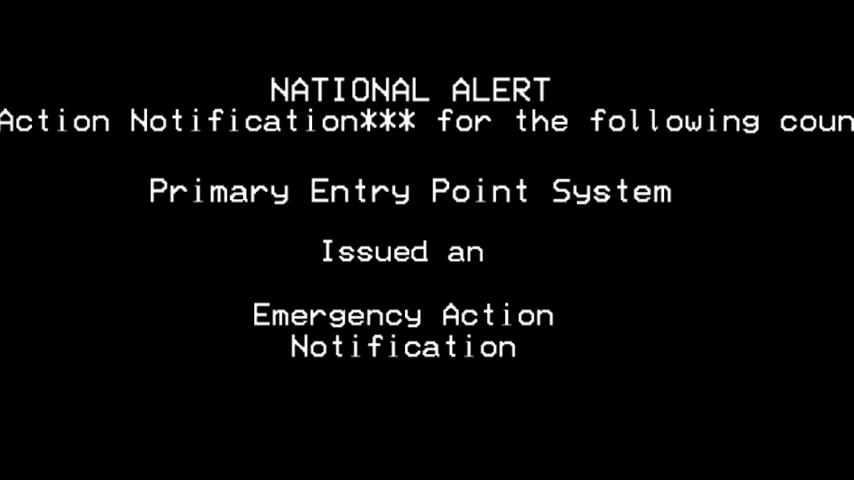 NATIONAL ALERT
Action Notification*** for the following coun
Primary Entry Point System
Issued an
Emergency Action
Notification